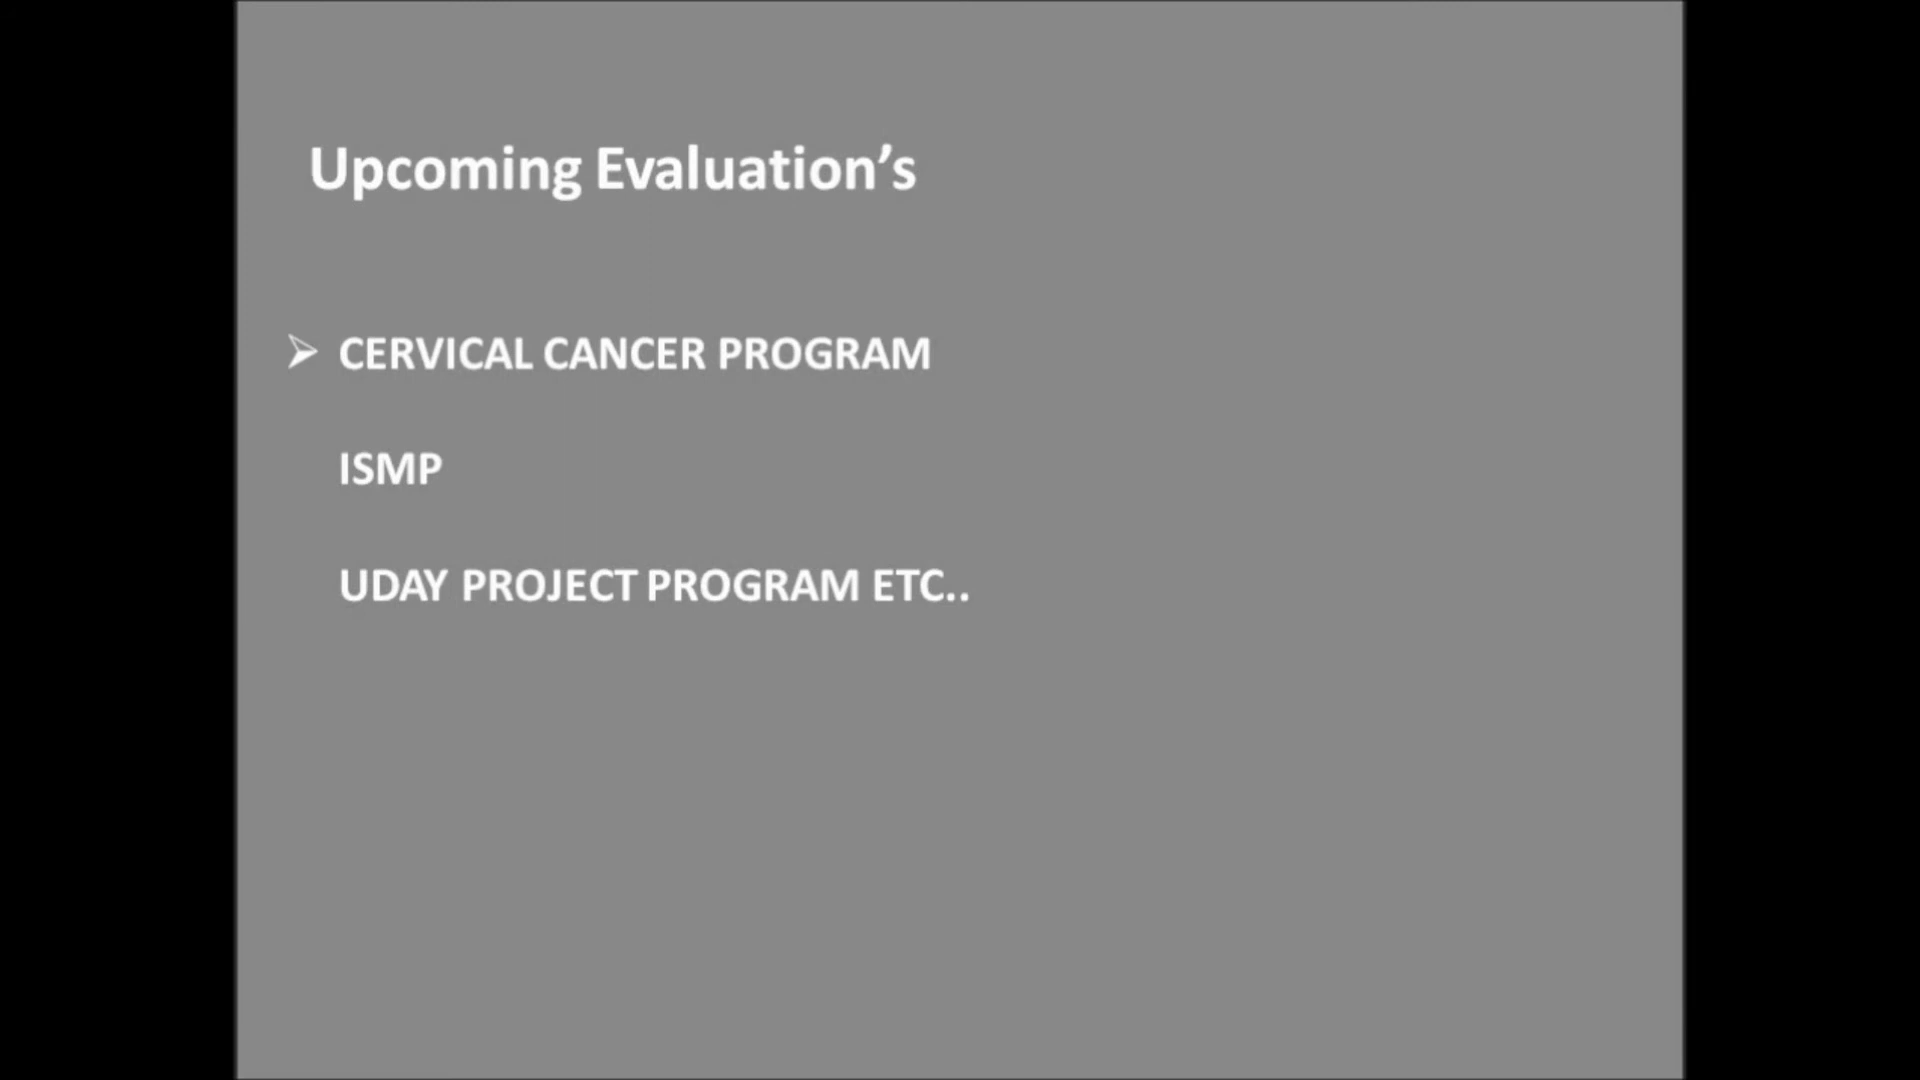 Upcoming Evaluation’s
➢ CERVICAL CANCER PROGRAM
ISMP
UDAY PROJECT PROGRAM ETC..